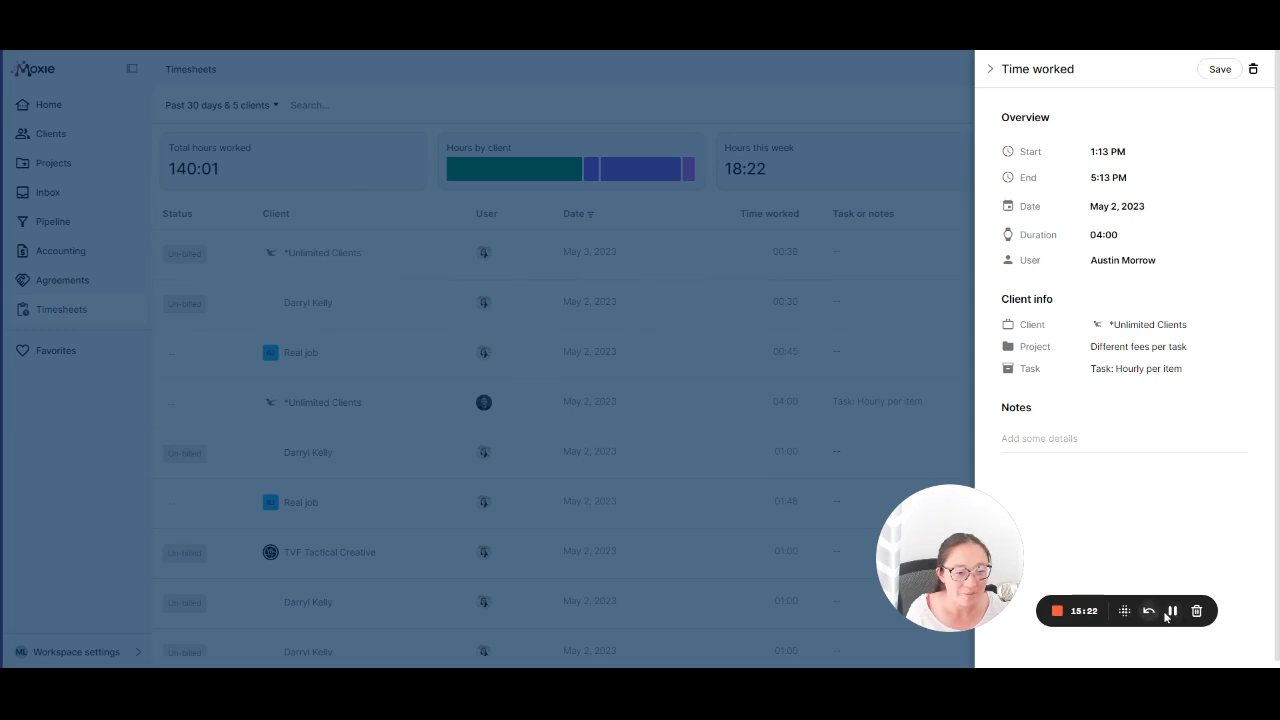 Moxie
Timesheets
Time worked
Save
Home
Clients
Projects
Inbox
Pipeline
Accounting
Agreements
Timesheets
Favorites
ML Workspace settings
Past 30 days & 5 clients
Search...
Total hours worked
140:01
Hours by client
Hours this week
18:22
Status Client User Date Time worked Task or notes
Un-billed *Unlimited Clients May 3, 2023 00:38 --
Un-billed Darryl Kelly May 2, 2023 00:30 --
-- Real job May 2, 2023 00:45 --
-- *Unlimited Clients May 2, 2023 04:00 Task: Hourly per item
Un-billed Darryl Kelly May 2, 2023 01:00 --
-- Real job May 2, 2023 01:48 --
Un-billed TVF Tactical Creative May 2, 2023 01:00 --
Un-billed Darryl Kelly May 2, 2023 01:00 --
Un-billed Darryl Kelly May 2, 2023 01:00 --
Overview
Start 1:13 PM
End 5:13 PM
Date May 2, 2023
Duration 04:00
User Austin Morrow
Client info
Client *Unlimited Clients
Project Different fees per task
Task Task: Hourly per item
Notes
Add some details
15:22